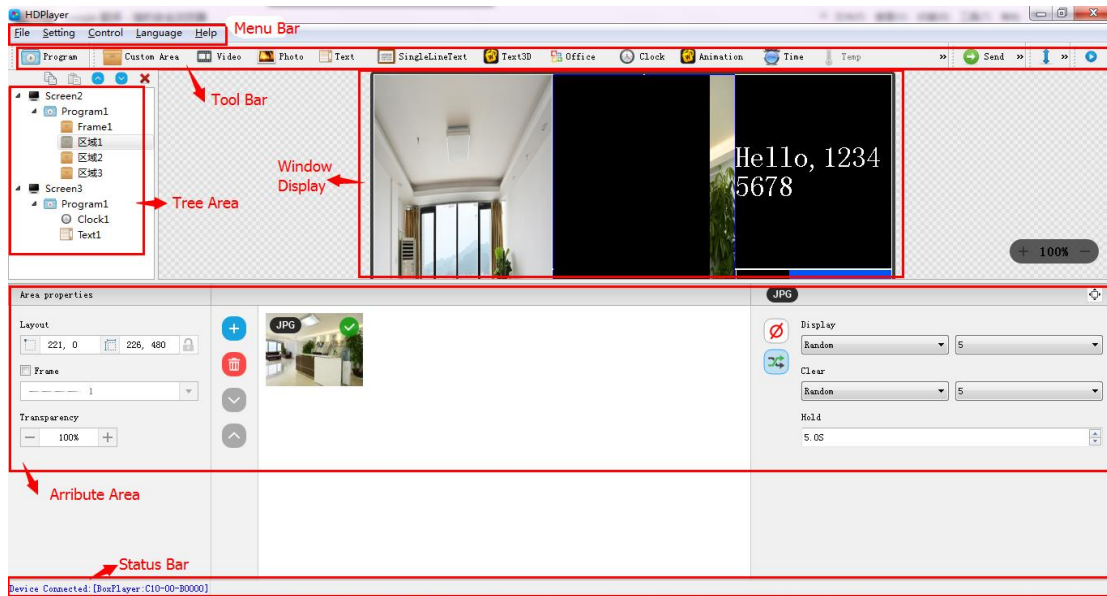 HDPlayer
File Setting Control Language Help
Menu Bar
Program Custom Area Video Photo Text SingleLineText Text3D Office Clock Animation Time Temp » Send » »
Tool Bar
Screen2
Program1
Frame1
区域1
区域2
区域3
Screen3
Program1
Clock1
Text1
Tree Area
Window
Display
Hello, 1234
5678
+ 100% −
Area properties
JPG
Layout
221, 0 226, 480
Frame
1
Transparency
— 100% +
JPG
Display
Random 5
Clear
Random 5
Hold
5.0S
Arribute Area
Status Bar
Device Connected:[BoxPlayer:C10-00-B0000]